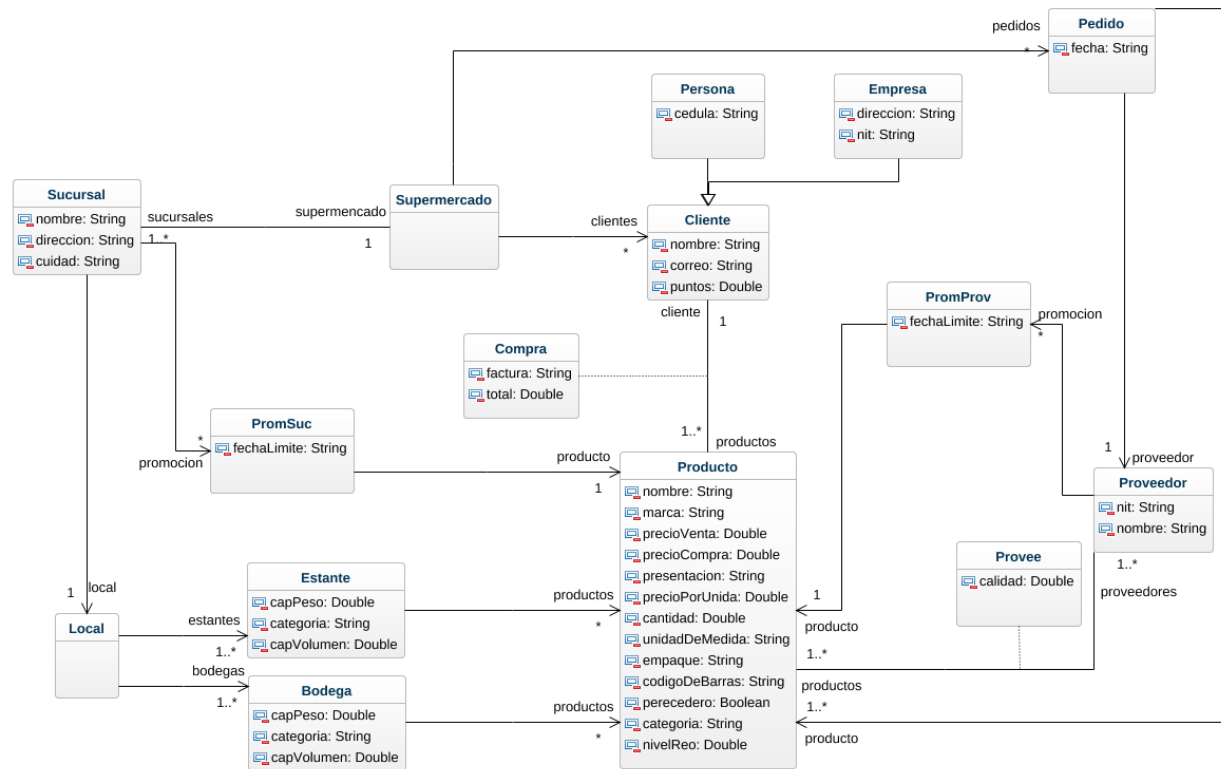 pedidos
*
Pedido
fecha: String
Persona
cedula: String
Empresa
direccion: String
nit: String
Sucursal
nombre: String
direccion: String
cuidad: String
sucursales
1..*
supermencado
1
Supermercado
clientes
*
Cliente
nombre: String
correo: String
puntos: Double
cliente
1
Compra
factura: String
total: Double
PromProv
fechaLimite: String
promocion
*
PromSuc
fechaLimite: String
*
promocion
producto
1
1..*
productos
Producto
nombre: String
marca: String
precioVenta: Double
precioCompra: Double
presentacion: String
precioPorUnida: Double
cantidad: Double
unidadDeMedida: String
empaque: String
codigoDeBarras: String
perecedero: Boolean
categoria: String
nivelReo: Double
1
proveedor
Proveedor
nit: String
nombre: String
1..*
proveedores
Provee
calidad: Double
1
producto
1..*
productos
1..*
producto
1
local
Local
estantes
1..*
bodegas
1..*
Estante
capPeso: Double
categoria: String
capVolumen: Double
productos
*
Bodega
capPeso: Double
categoria: String
capVolumen: Double
productos
*